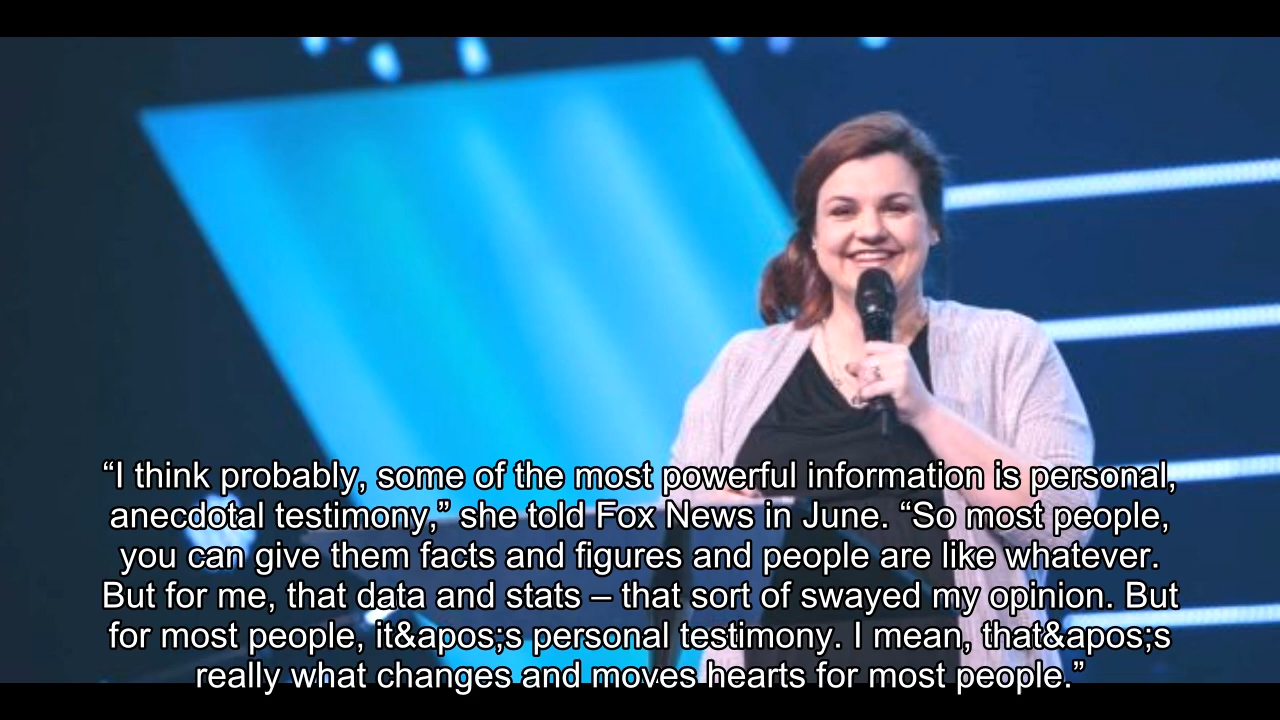 “I think probably, some of the most powerful information is personal,
anecdotal testimony,” she told Fox News in June. “So most people,
you can give them facts and figures and people are like whatever.
But for me, that data and stats – that sort of swayed my opinion. But
for most people, it&apos;s personal testimony. I mean, that&apos;s
really what changes and moves hearts for most people.”